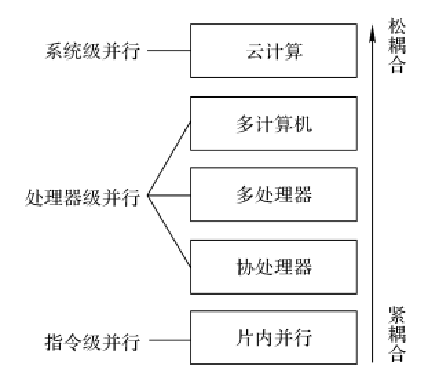 松耦合
系统级并行
云计算
多计算机
处理器级并行
多处理器
协处理器
指令级并行
片内并行
紧耦合